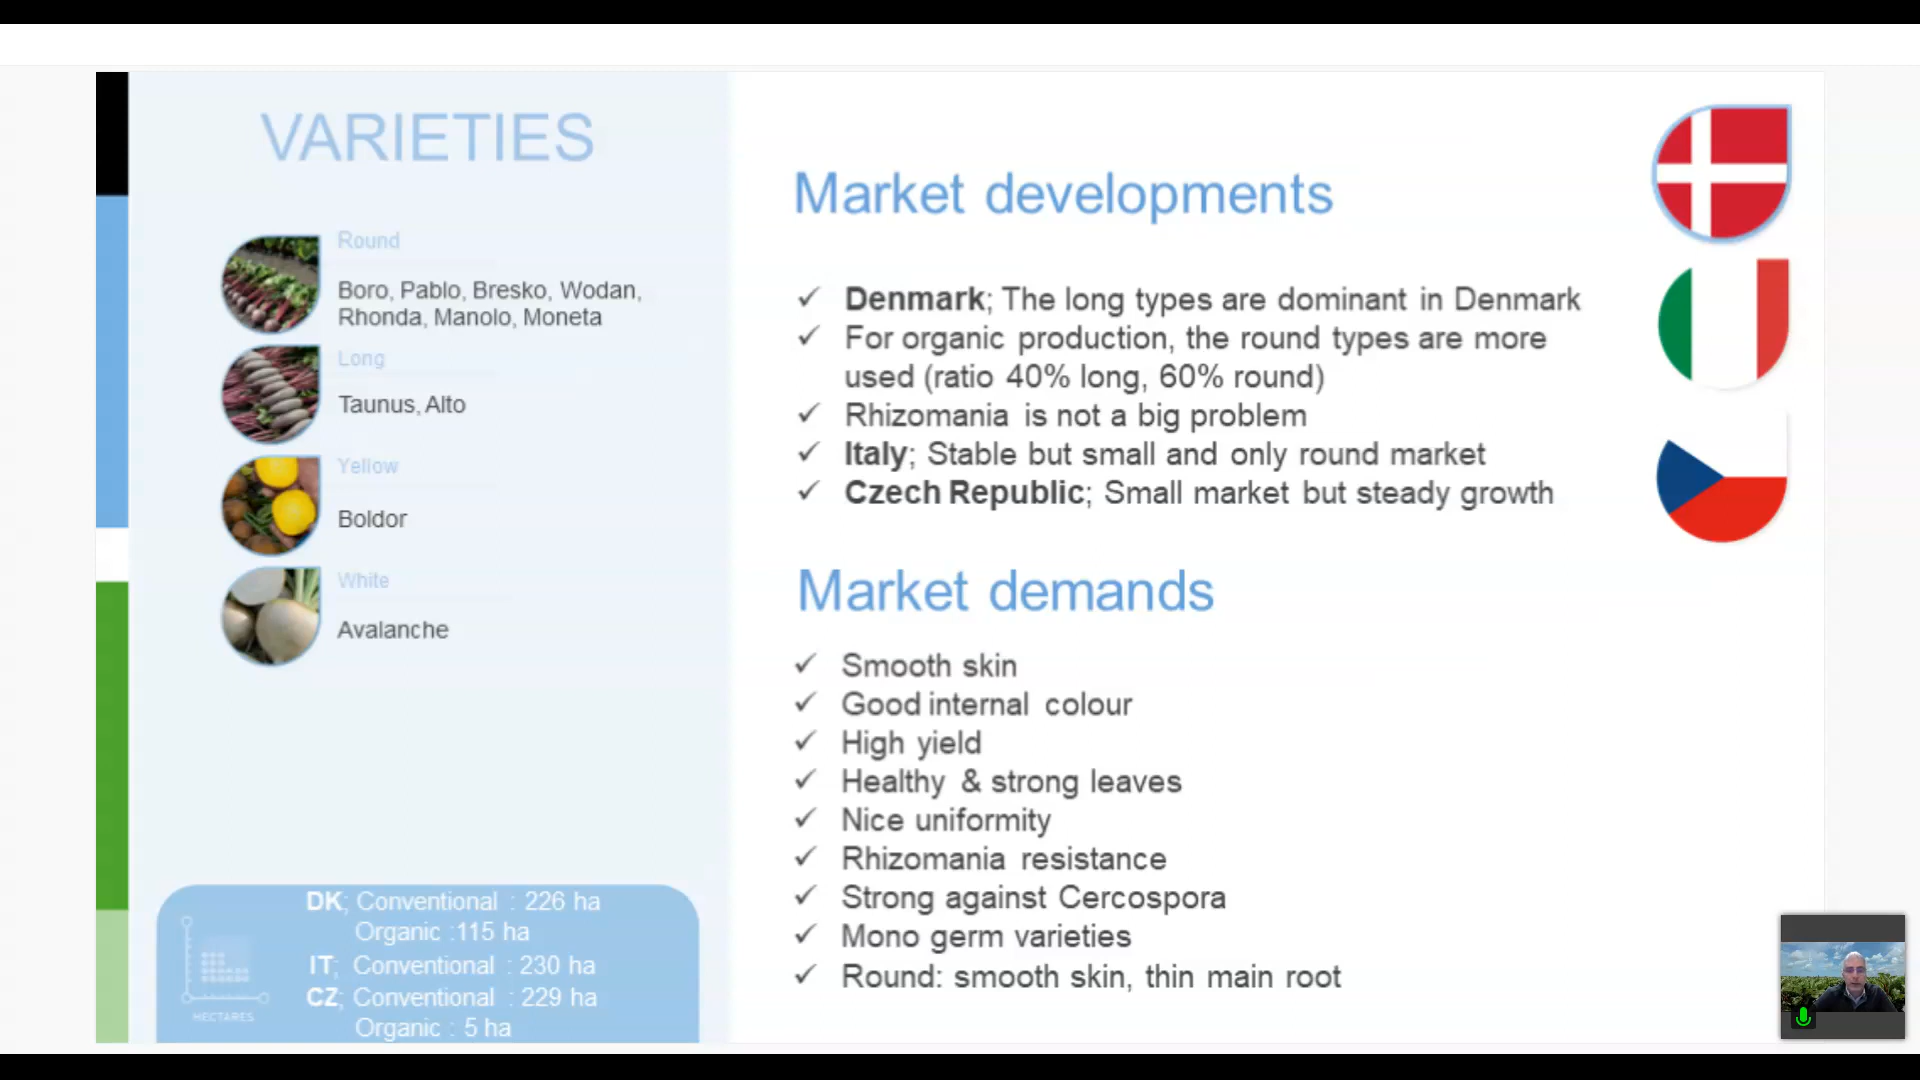 VARIETIES
Round
Boro, Pablo, Bresko, Wodan,
Rhonda, Manolo, Moneta
Long
Taunus, Alto
Yellow
Boldor
White
Avalanche
DK; Conventional : 226 ha
Organic :115 ha
IT; Conventional : 230 ha
CZ; Conventional : 229 ha
Organic : 5 ha
HECTARES
Market developments
✓ Denmark; The long types are dominant in Denmark
✓ For organic production, the round types are more
used (ratio 40% long, 60% round)
✓ Rhizomania is not a big problem
✓ Italy; Stable but small and only round market
✓ Czech Republic; Small market but steady growth
Market demands
✓ Smooth skin
✓ Good internal colour
✓ High yield
✓ Healthy & strong leaves
✓ Nice uniformity
✓ Rhizomania resistance
✓ Strong against Cercospora
✓ Mono germ varieties
✓ Round: smooth skin, thin main root